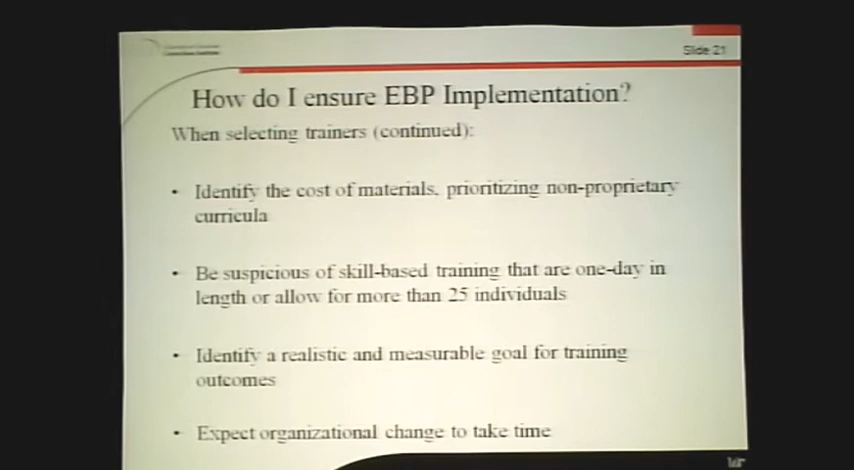 Slide 21
How do I ensure EBP Implementation?
When selecting trainers (continued):
• Identify the cost of materials, prioritizing non-proprietary
curricula
• Be suspicious of skill-based training that are one-day in
length or allow for more than 25 individuals
• Identify a realistic and measurable goal for training
outcomes
• Expect organizational change to take time